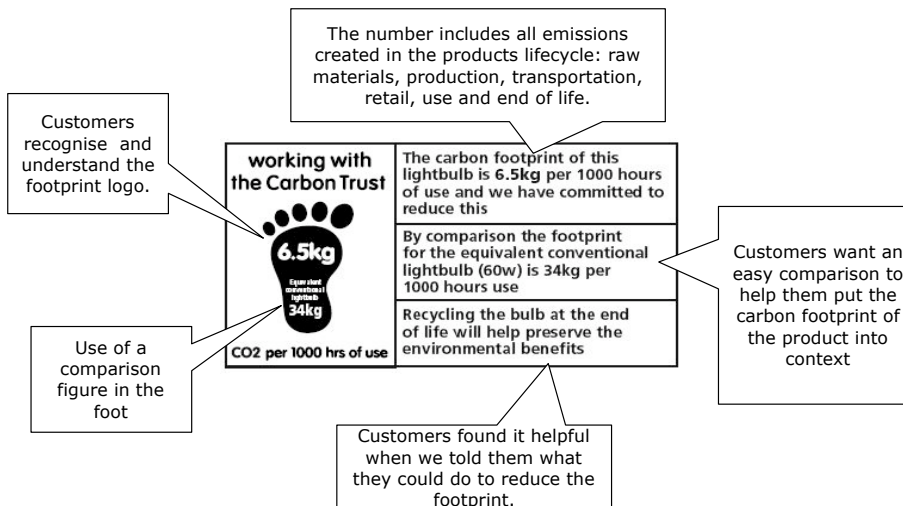 The number includes all emissions
created in the products lifecycle: raw
materials, production, transportation,
retail, use and end of life.
Customers
recognise and
understand the
footprint logo.
working with
the Carbon Trust
6.5kg
Equivalent
conventional
lightbulb
34kg
CO2 per 1000 hrs of use
The carbon footprint of this
lightbulb is 6.5kg per 1000 hours
of use and we have committed to
reduce this
By comparison the footprint
for the equivalent conventional
lightbulb (60w) is 34kg per
1000 hours use
Recycling the bulb at the end
of life will help preserve the
environmental benefits
Customers want an
easy comparison to
help them put the
carbon footprint of
the product into
context
Use of a
comparison
figure in the
foot
Customers found it helpful
when we told them what
they could do to reduce the
footprint.